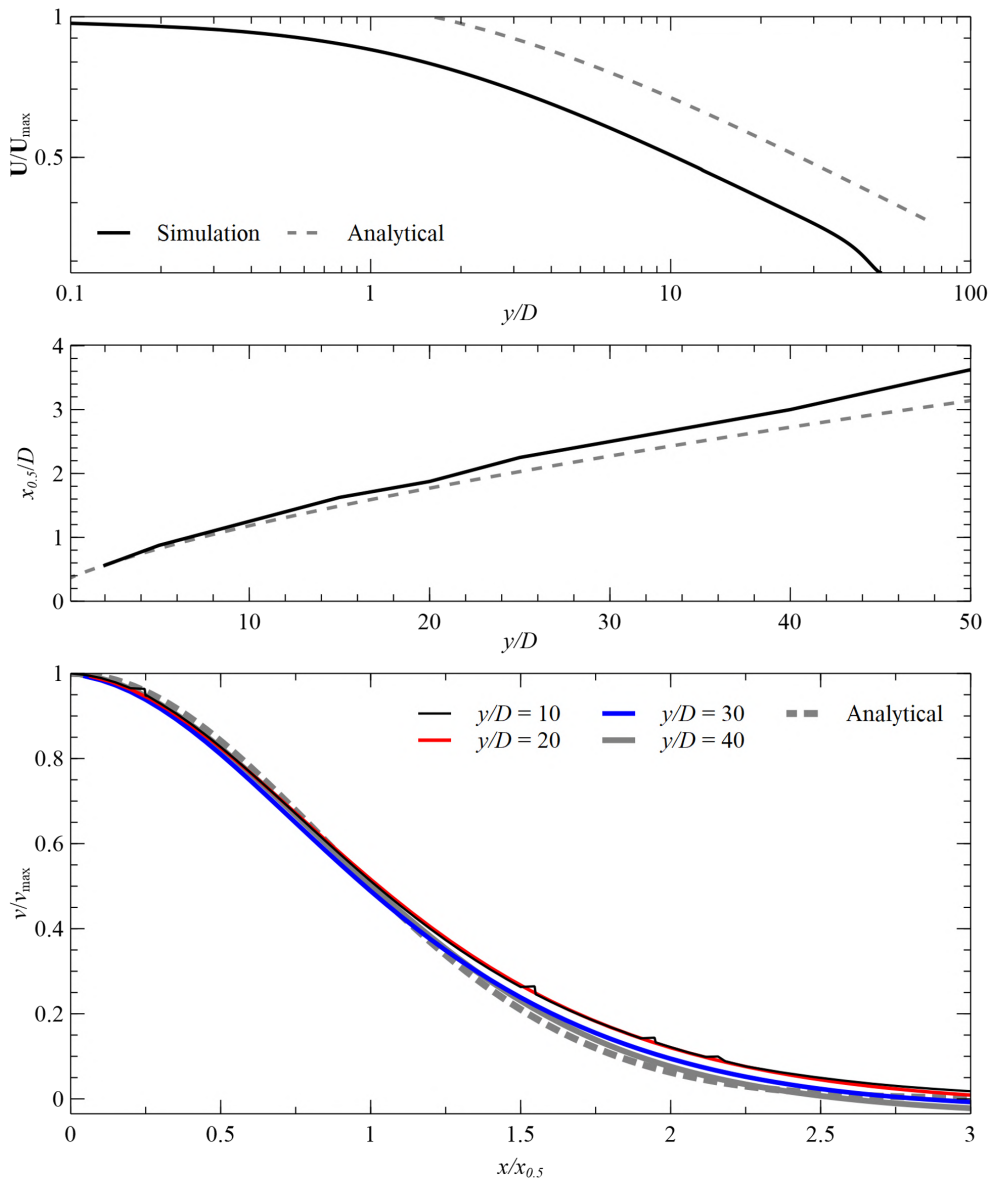 1
0.5
U/Umax
Simulation Analytical
0.1 1 10 100
y/D
4
3
2
1
0
x0.5/D
10 20 30 40 50
y/D
1
0.8
0.6
0.4
0.2
0
v/vmax
y/D = 10 y/D = 30 Analytical
y/D = 20 y/D = 40
0 0.5 1 1.5 2 2.5 3
x/x0.5